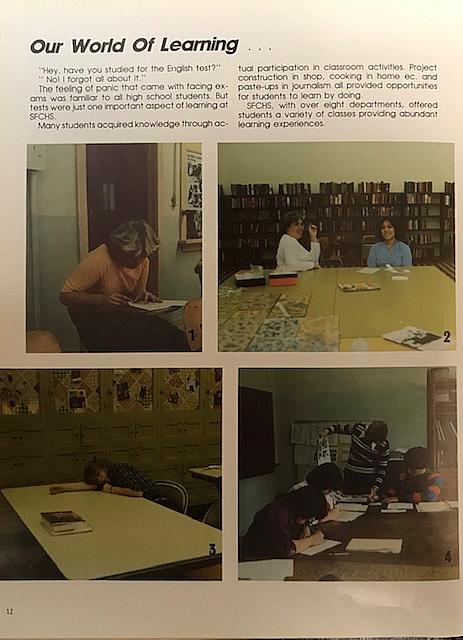 Our World Of Learning . . .
"Hey, have you studied for the English test?"
"No! I forgot all about it."
The feeling of panic that came with facing ex-
ams was familiar to all high school students. But
tests were just one important aspect of learning at
SFCHS.
Many students acquired knowledge through ac-
tual participation in classroom activities. Project
construction in shop, cooking in home ec. and
paste-ups in journalism all provided opportunities
for students to learn by doing.
SFCHS, with over eight departments, offered
students a variety of classes providing abundant
learning experiences.
1
2
3
4
12